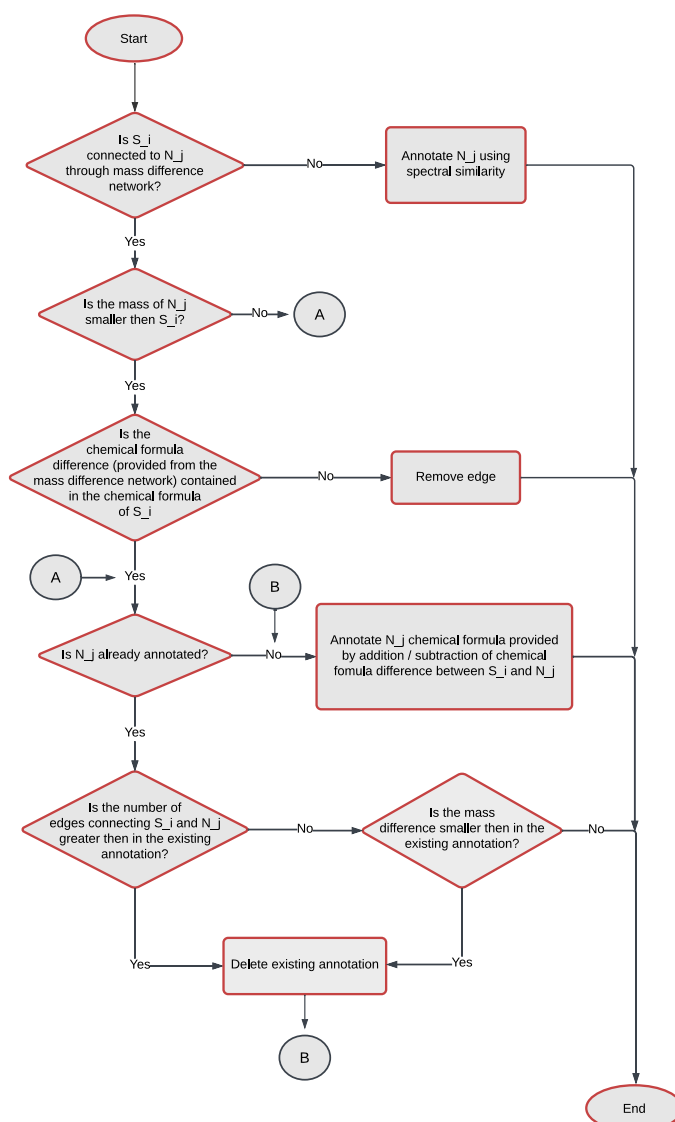 Start
Is S_i
connected to N_j
through mass difference
network?
No
Annotate N_j using
spectral similarity
Yes
Is the mass of N_j
smaller then S_i?
No
A
Yes
Is the
chemical formula
difference (provided from the
mass difference network) contained
in the chemical formula
of S_i
No
Remove edge
A
Yes
B
Is N_j already annotated?
No
Annotate N_j chemical formula provided
by addition / subtraction of chemical
fomula difference between S_i and N_j
Yes
Is the number of
edges connecting S_i and N_j
greater then in the existing
annotation?
No
Is the mass
difference smaller then in the
existing annotation?
No
Yes
Delete existing annotation
Yes
B
End